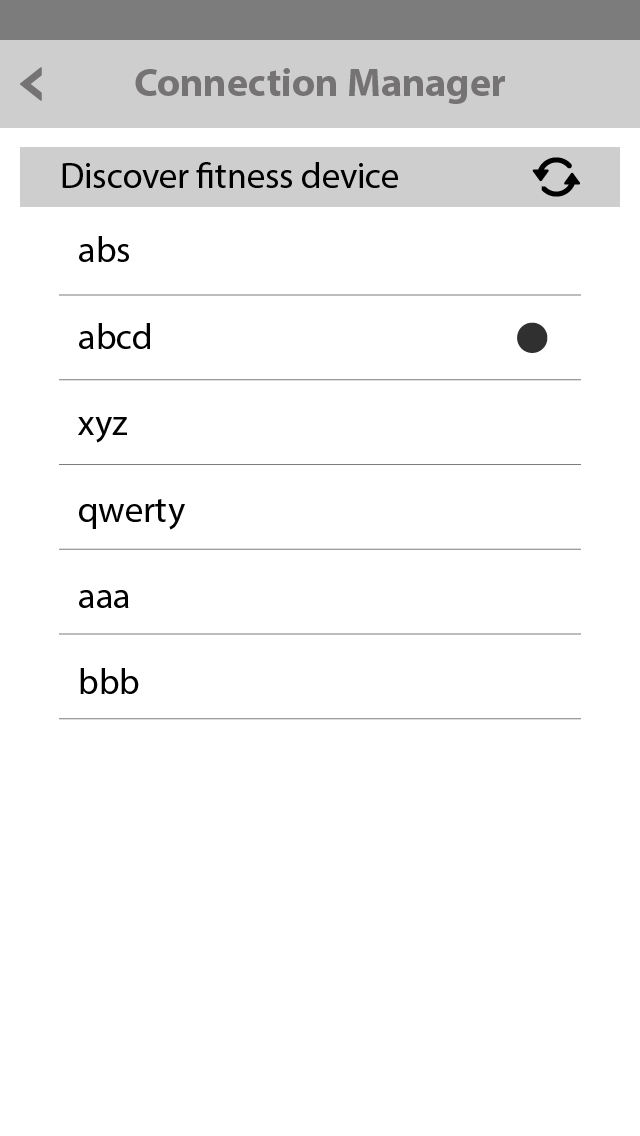 Connection Manager
Discover fitness device
abs
abcd
xyz
qwerty
aaa
bbb